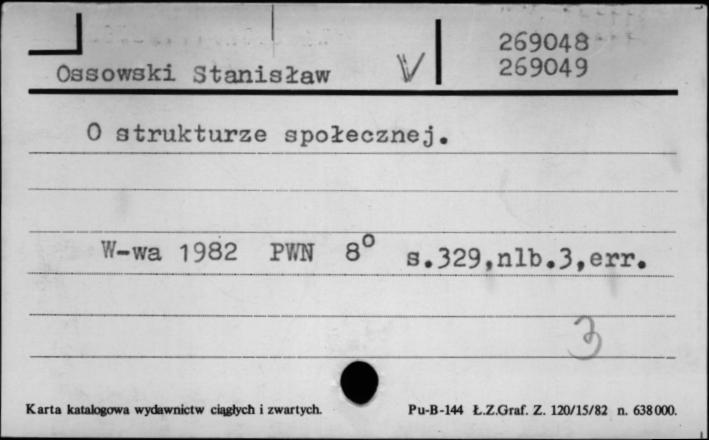 269048
Ossowski Stanisław V 269049
O strukturze społecznej.
W-wa 1982 PWN 8° s.329,nlb.3,err.
3
Karta katalogowa wydawnictw ciągłych i zwartych. Pu-B-144 Ł.Z.Graf. Z. 120/15/82 n. 638000.